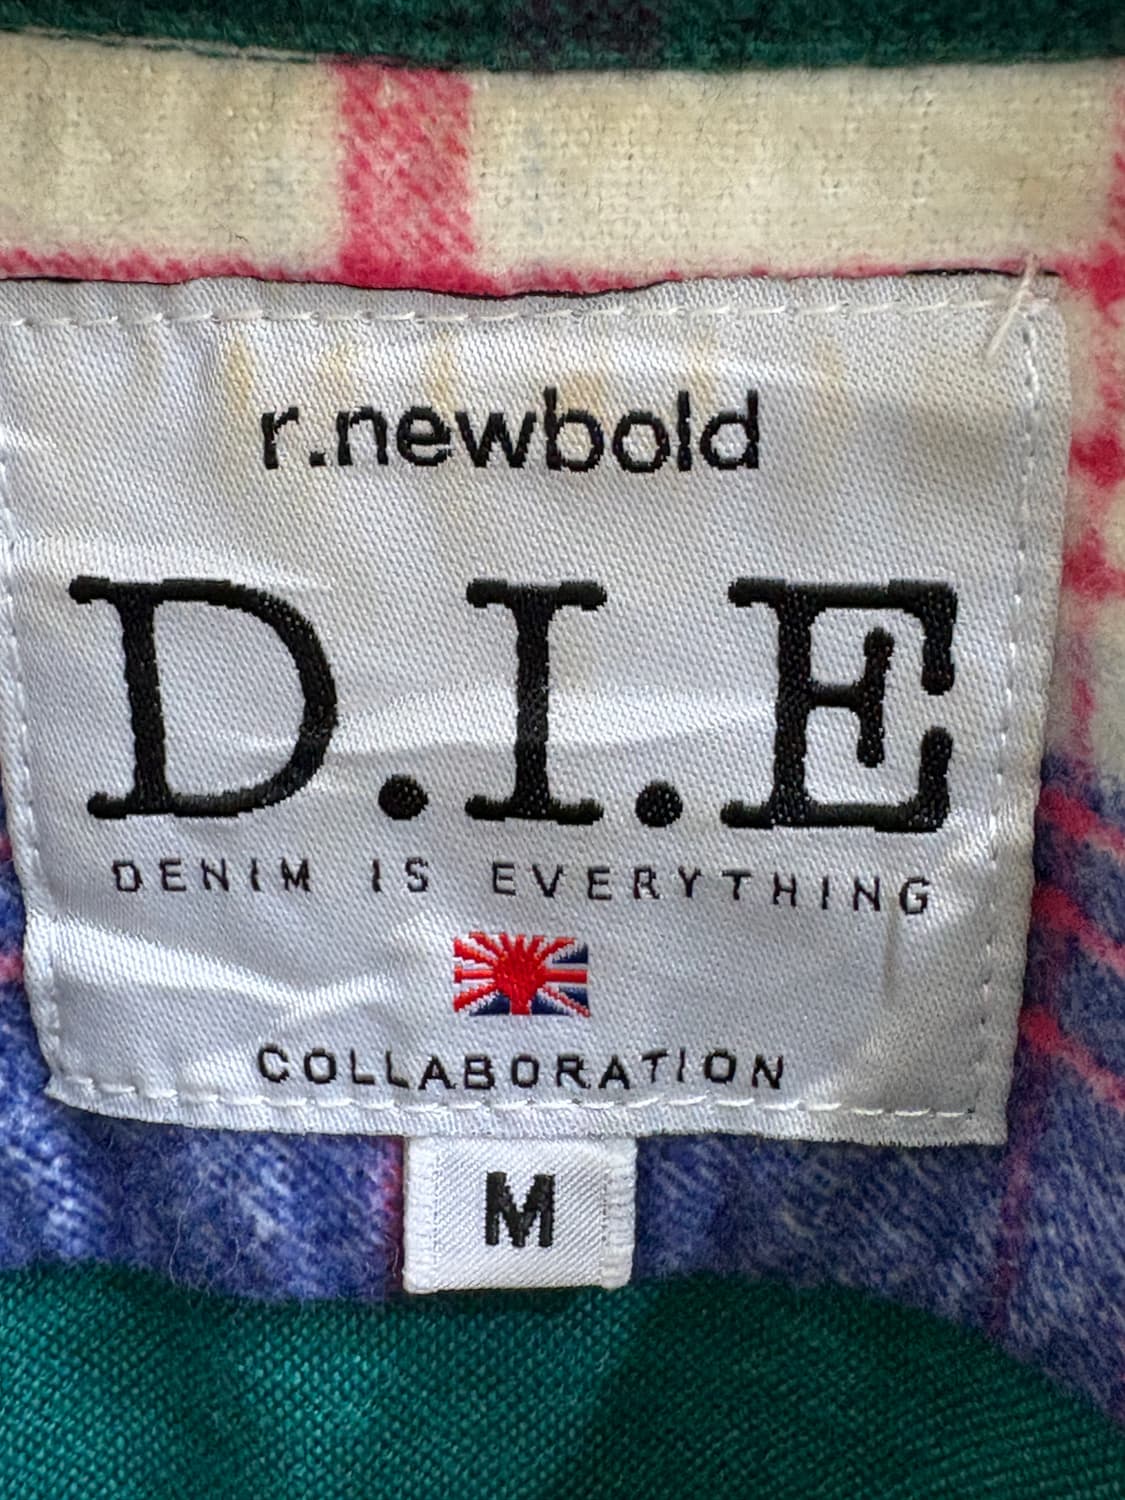 r.newbold
D.I.E
DENIM IS EVERYTHING
COLLABORATION
M